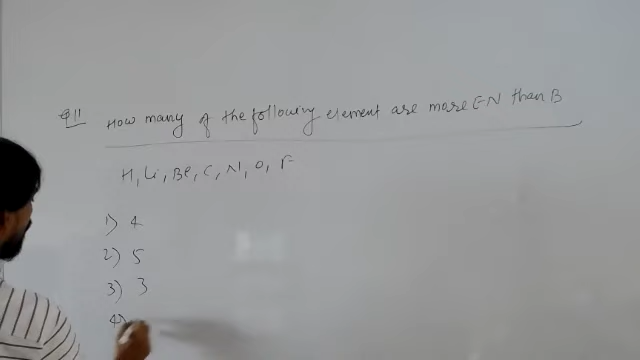 Q11 How many of the following element are more EN than B
H, Li, Be, C, N, O, F
1) 4
2) 5
3) 3
4)